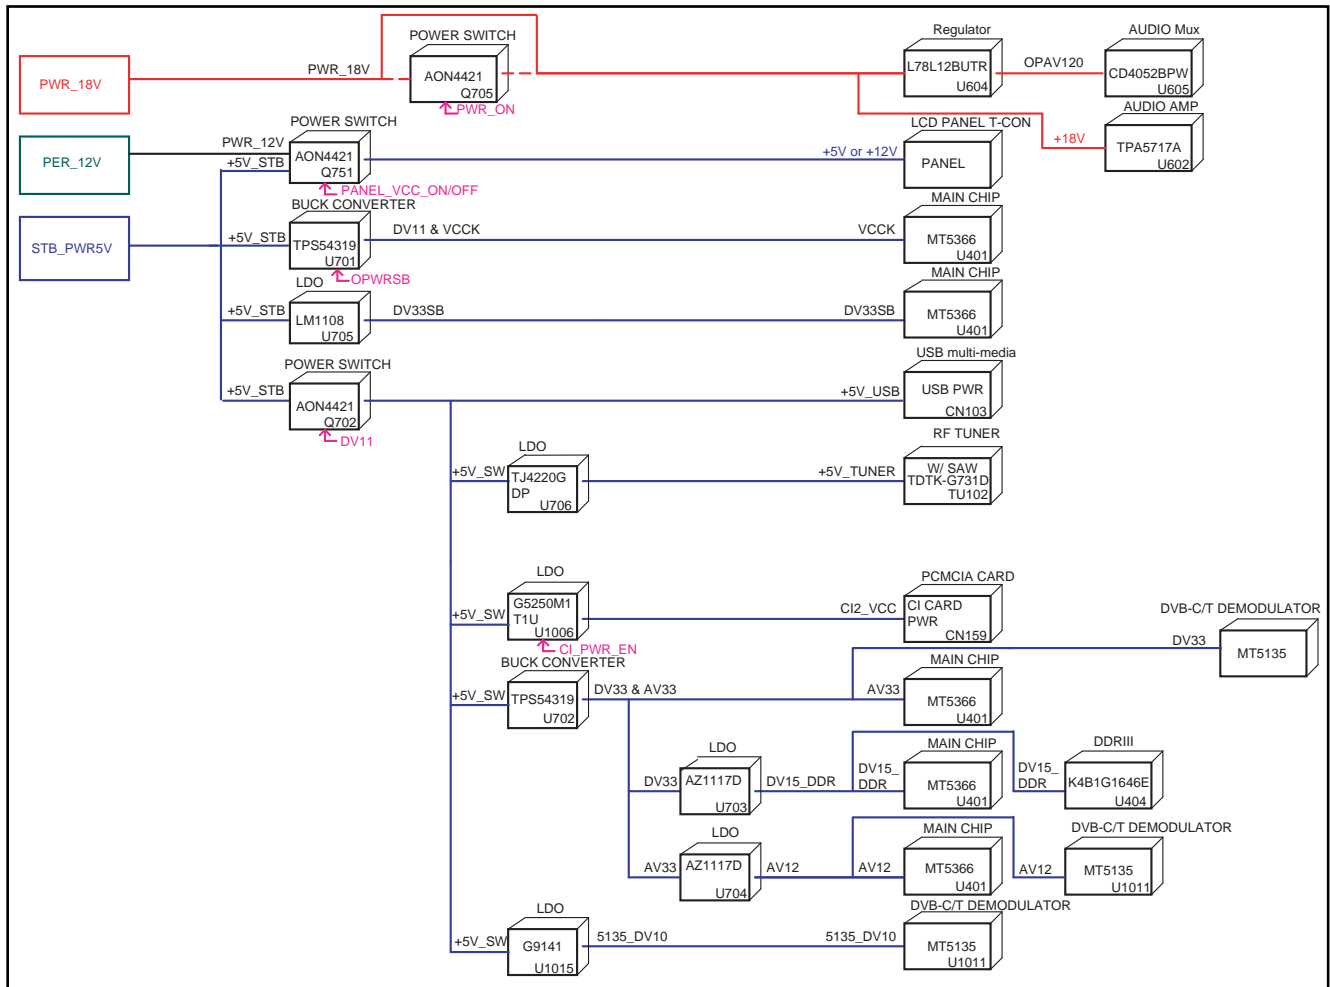 POWER SWITCH
Regulator
AUDIO Mux
PWR_18V
PWR_18V
AON4421
Q705
PWR_ON
L78L12BUTR
U604
OPAV120
CD4052BPW
U605
AUDIO AMP
+18V
TPA5717A
U602
PER_12V
PWR_12V
+5V_STB
POWER SWITCH
AON4421
Q751
PANEL_VCC_ON/OFF
+5V or +12V
LCD PANEL T-CON
PANEL
STB_PWR5V
+5V_STB
BUCK CONVERTER
TPS54319
U701
OPWRSB
DV11 & VCCK
VCCK
MAIN CHIP
MT5366
U401
+5V_STB
LDO
LM1108
U705
DV33SB
DV33SB
MAIN CHIP
MT5366
U401
+5V_STB
POWER SWITCH
AON4421
Q702
DV11
+5V_USB
USB multi-media
USB PWR
CN103
+5V_SW
LDO
TJ4220G
DP
U706
+5V_TUNER
RF TUNER
W/ SAW
TDTK-G731D
TU102
+5V_SW
LDO
G5250M1
T1U
U1006
CI_PWR_EN
CI2_VCC
PCMCIA CARD
CI CARD
PWR
CN159
DVB-C/T DEMODULATOR
DV33
MT5135
+5V_SW
BUCK CONVERTER
TPS54319
U702
DV33 & AV33
AV33
MAIN CHIP
MT5366
U401
DV33
LDO
AZ1117D
U703
DV15_DDR
DV15_
DDR
MAIN CHIP
MT5366
U401
DV15_
DDR
DDRIII
K4B1G1646E
U404
AV33
LDO
AZ1117D
U704
AV12
AV12
MAIN CHIP
MT5366
U401
AV12
DVB-C/T DEMODULATOR
MT5135
U1011
+5V_SW
LDO
G9141
U1015
5135_DV10
5135_DV10
DVB-C/T DEMODULATOR
MT5135
U1011